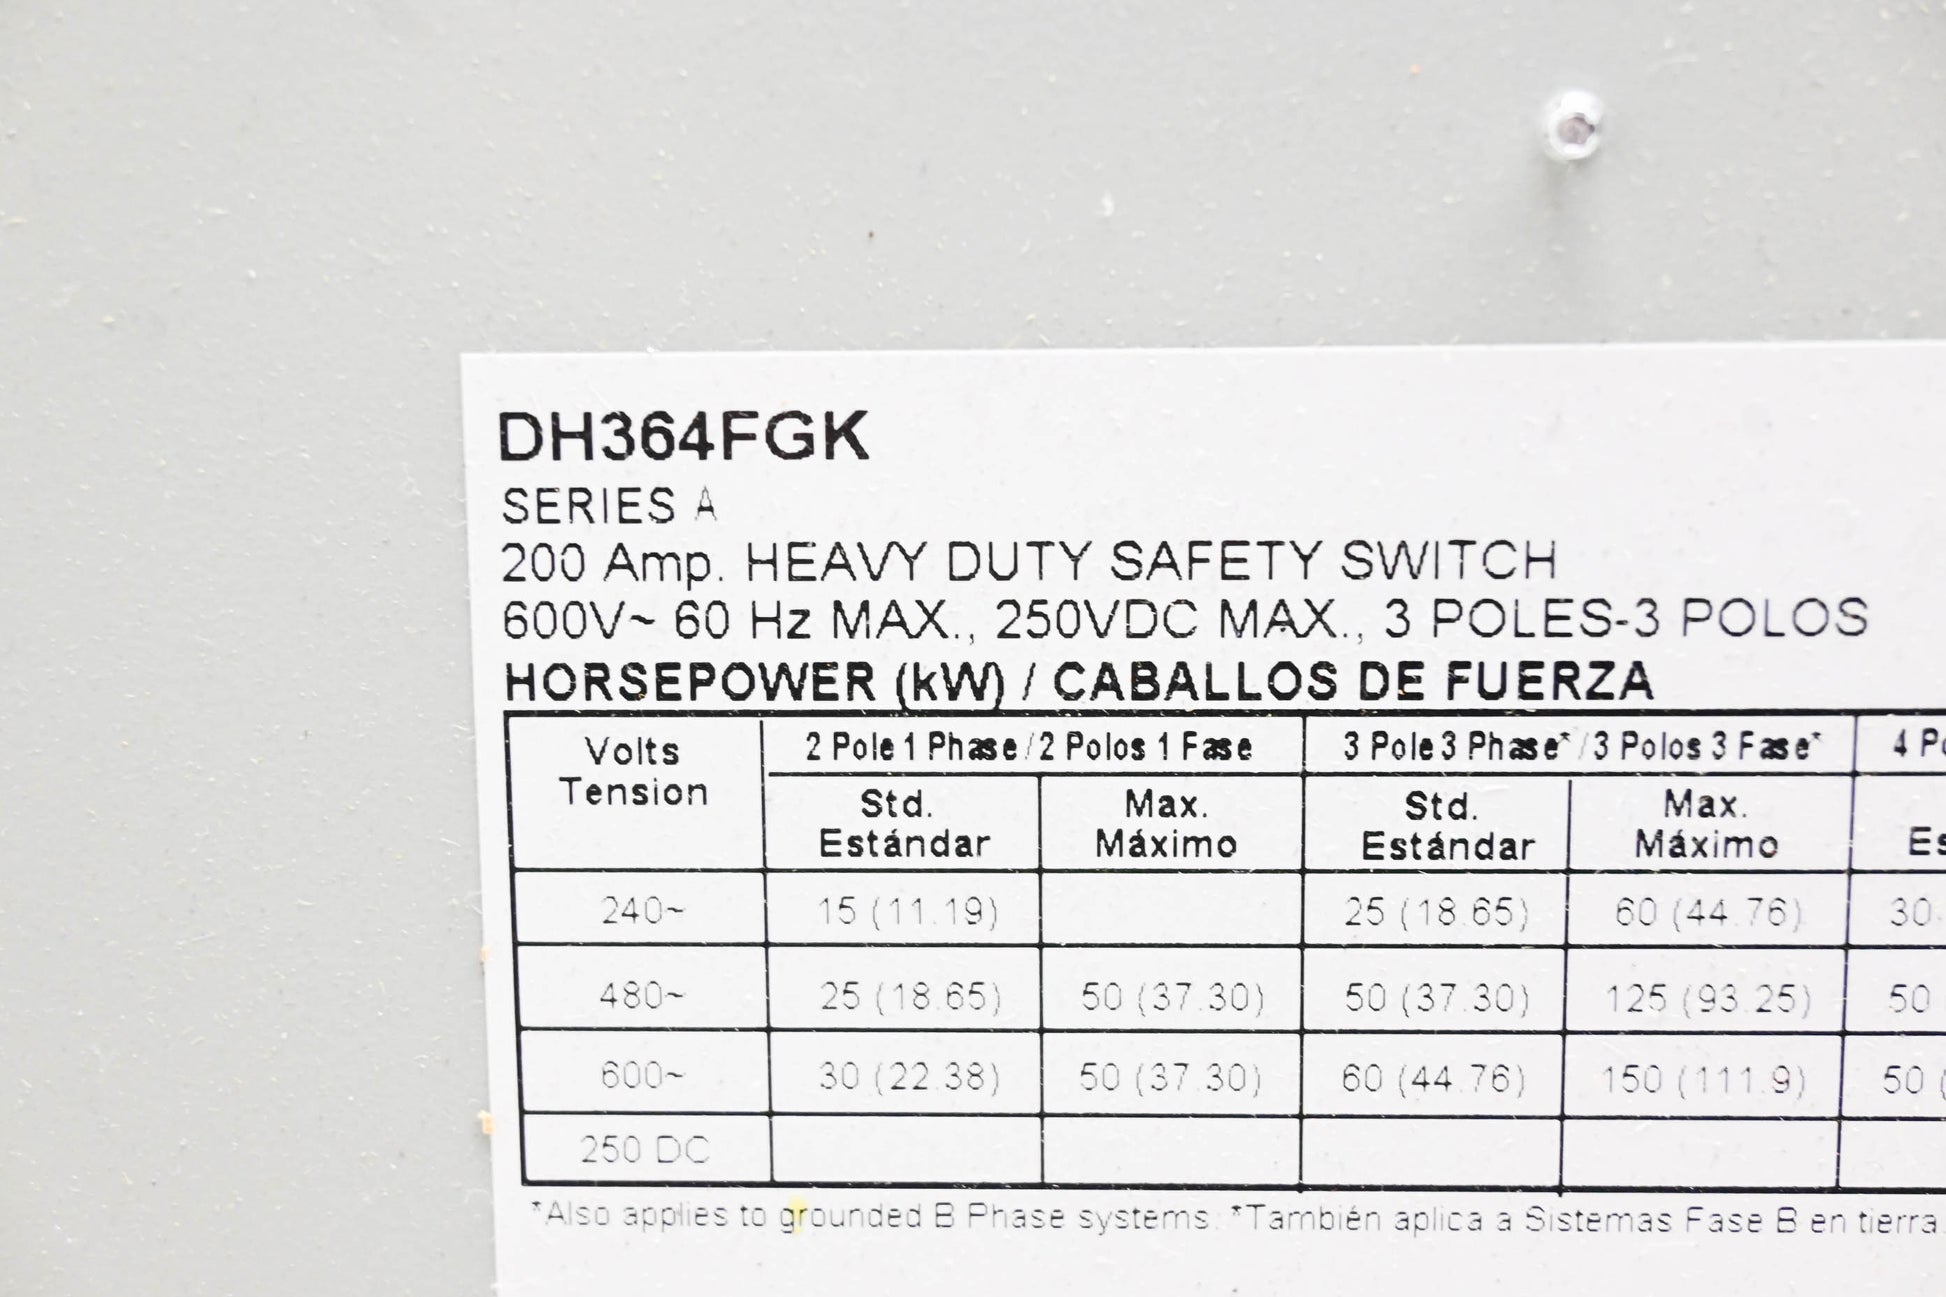 DH364FGK
SERIES A
200 Amp. HEAVY DUTY SAFETY SWITCH
600V~ 60 Hz MAX., 250VDC MAX., 3 POLES-3 POLOS
HORSEPOWER (kW) / CABALLOS DE FUERZA
Volts Tension 2 Pole 1 Phase / 2 Polos 1 Fase 3 Pole 3 Phase* / 3 Polos 3 Fase* 4
Std. Estándar Max. Máximo Std. Estándar Max. Máximo
240~ 15 (11.19) 25 (18.65) 60 (44.76) 30
480~ 25 (18.65) 50 (37.30) 50 (37.30) 125 (93.25) 50
600~ 30 (22.38) 50 (37.30) 60 (44.76) 150 (111.9) 50 (
250 DC
*Also applies to grounded B Phase systems. *También aplica a Sistemas Fase B en tierra.